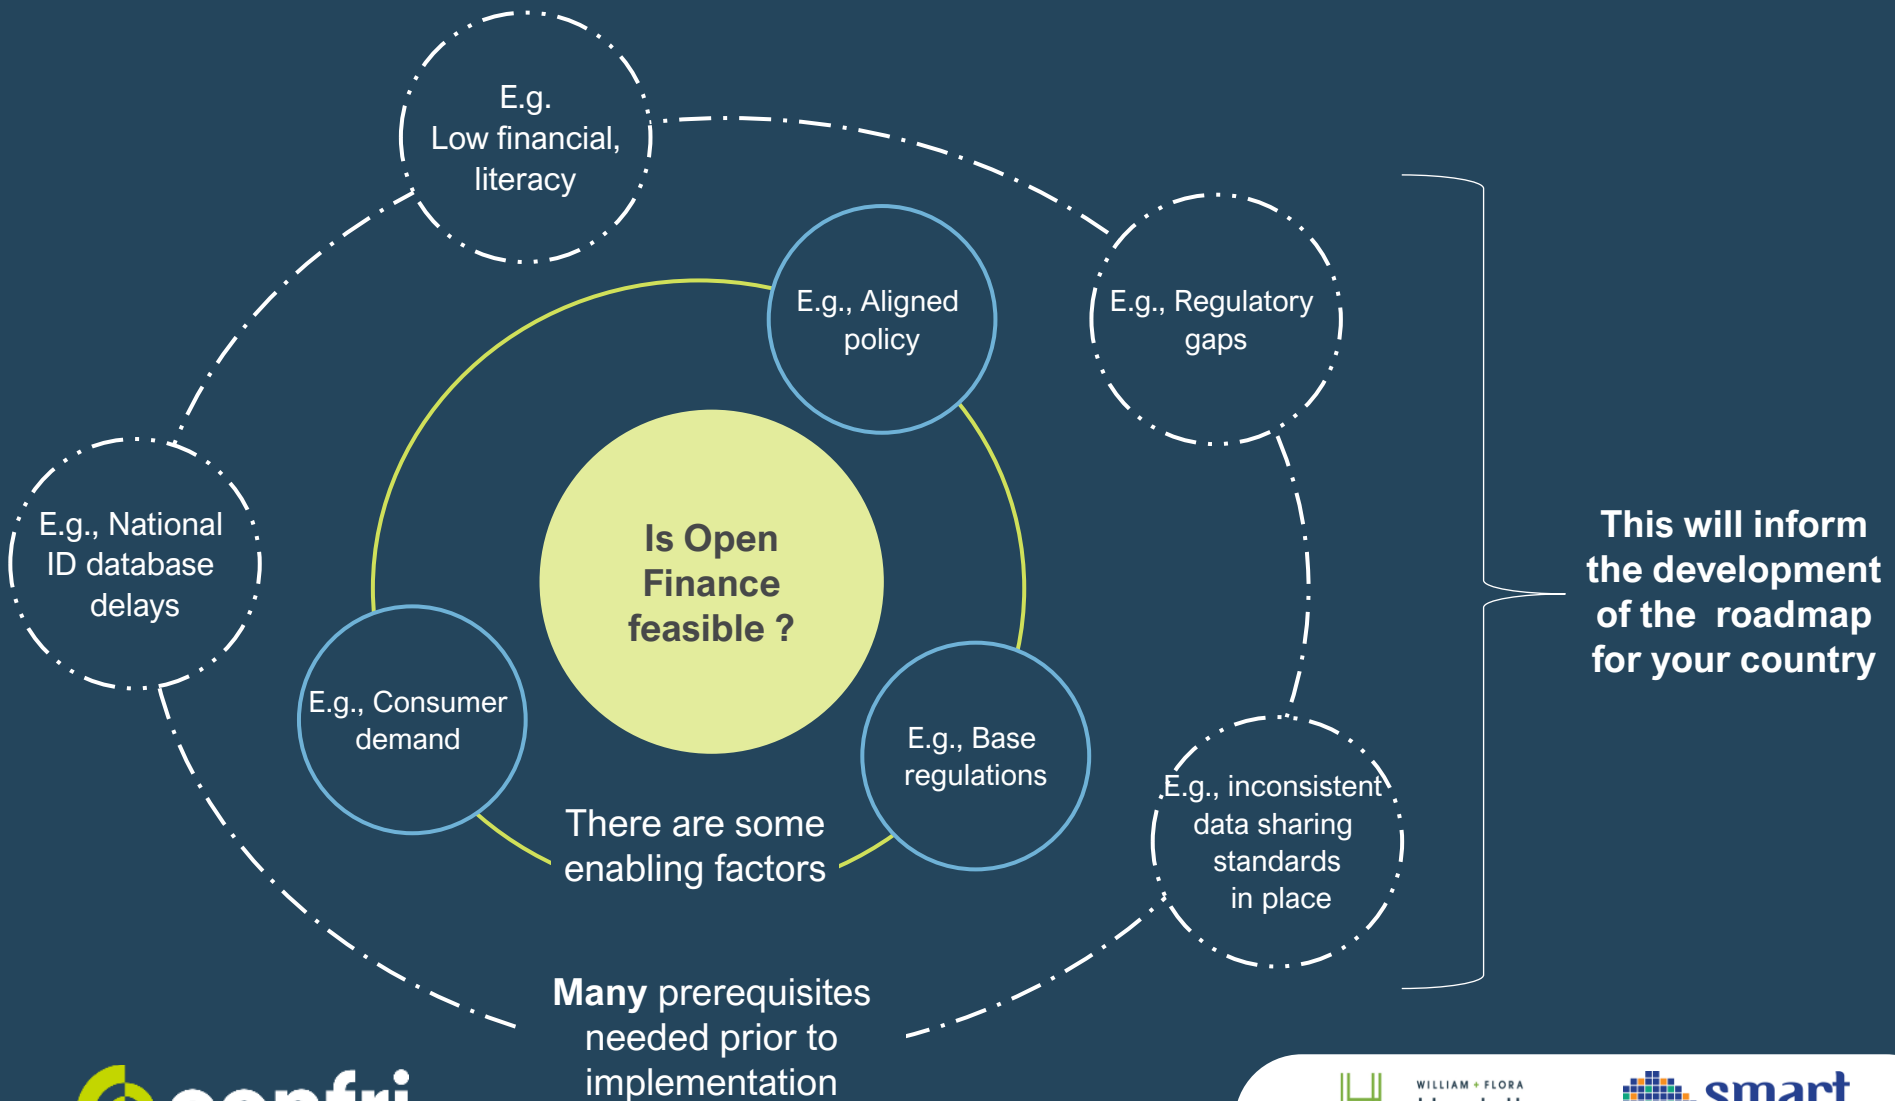 E.g.
Low financial,
literacy
E.g., Aligned
policy
E.g., Regulatory
gaps
E.g., National
ID database
delays
Is Open
Finance
feasible ?
This will inform
the development
of the  roadmap
for your country
E.g., Consumer
demand
E.g., Base
regulations
E.g., inconsistent
data sharing
standards
in place
There are some
enabling factors
Many prerequisites
needed prior to
implementation
cenfri
WILLIAM + FLORA
smart